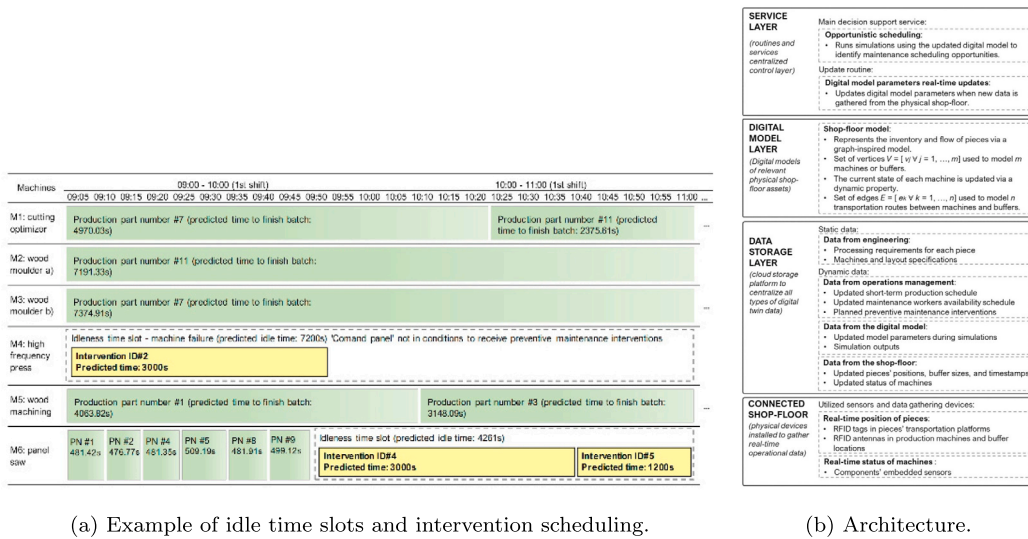 Machines
09:00 - 10:00 (1st shift)
10:00 - 11:00 (1st shift)
09:05 09:10 09:15 09:20 09:25 09:30 09:35 09:40 09:45 09:50 09:55 10:00 10:05 10:10 10:15 10:20 10:25 10:30 10:35 10:40 10:45 10:50 10:55 11:00
...
M1: cutting
optimizor
Production part number #7 (predicted time to finish batch:
4970.03s)
Production part number #11 (predicted
time to finish batch: 2375.61s)
...
M2: wood
moulder a)
Production part number #11 (predicted time to finish batch:
7191.33s)
M3: wood
moulder b)
Production part number #7 (predicted time to finish batch:
7374.91s)
...
M4: high
frequency
press
Idleness time slot - machine failure (predicted idle time: 7200s) 'Comand panel' not in conditions to receive preventive maintenance interventions
Intervention ID#2
Predicted time: 3000s
M5: wood
machining
Production part number #1 (predicted time to finish batch:
4063.82s)
Production part number #3 (predicted time to finish batch:
3148.09s)
...
M6: panel
saw
PN #1
481.42s
PN #2
476.77s
PN #4
481.35s
PN #5
509.19s
PN #8
481.91s
PN #9
499.12s
Idleness time slot (predicted idle time: 4261s)
Intervention ID#4
Predicted time: 3000s
Intervention ID#5
Predicted time: 1200s
(a) Example of idle time slots and intervention scheduling.
SERVICE
LAYER
(routines and
services
centralized
control layer)
Main decision support service:
Opportunistic scheduling:
• Runs simulations using the updated digital model to
identify maintenance scheduling opportunities.
Update routine:
Digital model parameters real-time updates:
• Updates digital model parameters when new data is
gathered from the physical shop-floor.
DIGITAL
MODEL
LAYER
(Digital models
of relevant
physical shop-
floor assets)
Shop-floor model:
• Represents the inventory and flow of pieces via a
graph-inspired model.
• Set of vertices V = [ vj ∀ j = 1, ..., m] used to model m
machines or buffers.
• The current state of each machine is updated via a
dynamic property.
• Set of edges E = [ ek ∀ k = 1, ..., n] used to model n
transportation routes between machines and buffers.
DATA
STORAGE
LAYER
(cloud storage
platform to
centralize all
types of digital
twin data)
Static data:
Data from engineering:
• Processing requirements for each piece
• Machines and layout specifications
Dynamic data:
Data from operations management:
• Updated short-term production schedule
• Updated maintenance workers availability schedule
• Planned preventive maintenance interventions
Data from the digital model:
• Updated model parameters during simulations
• Simulation outputs
Data from the shop-floor:
• Updated pieces' positions, buffer sizes, and timestamps
• Updated status of machines
CONNECTED
SHOP-FLOOR
(physical devices
installed to gather
real-time
operational data)
Utilized sensors and data gathering devices:
Real-time position of pieces:
• RFID tags in pieces' transportation platforms
• RFID antennas in production machines and buffer
locations.
Real-time status of machines :
• Components' embedded sensors
(b) Architecture.